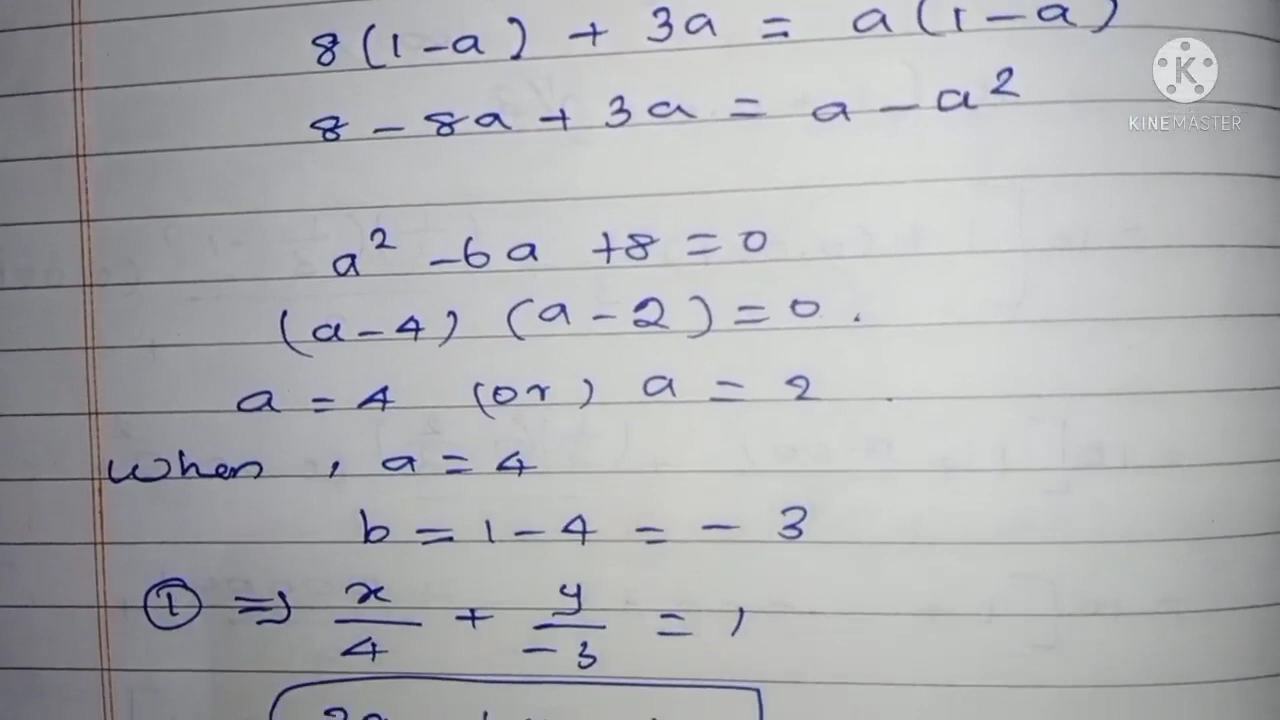 8(1-a) + 3a = a(1-a)
8 - 8a + 3a = a - a²
a² - 6a + 8 = 0
(a-4) (a-2) = 0.
a = 4 (or) a = 2
when, a = 4
b = 1 - 4 = - 3
① ⇒ x/4 + y/-3 = 1
KINEMASTER